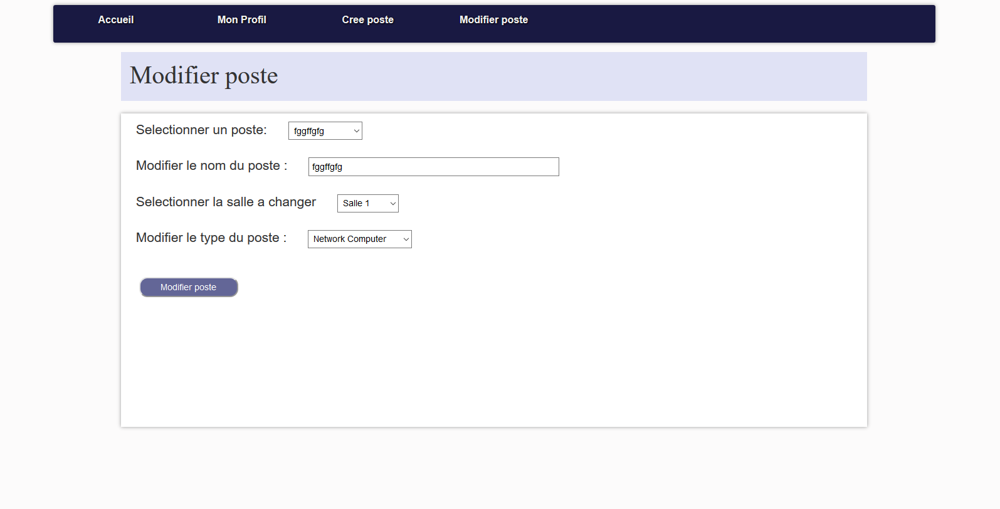 Accueil Mon Profil Cree poste Modifier poste
Modifier poste
Selectionner un poste: fggffgfg
Modifier le nom du poste : fggffgfg
Selectionner la salle a changer Salle 1
Modifier le type du poste : Network Computer
Modifier poste